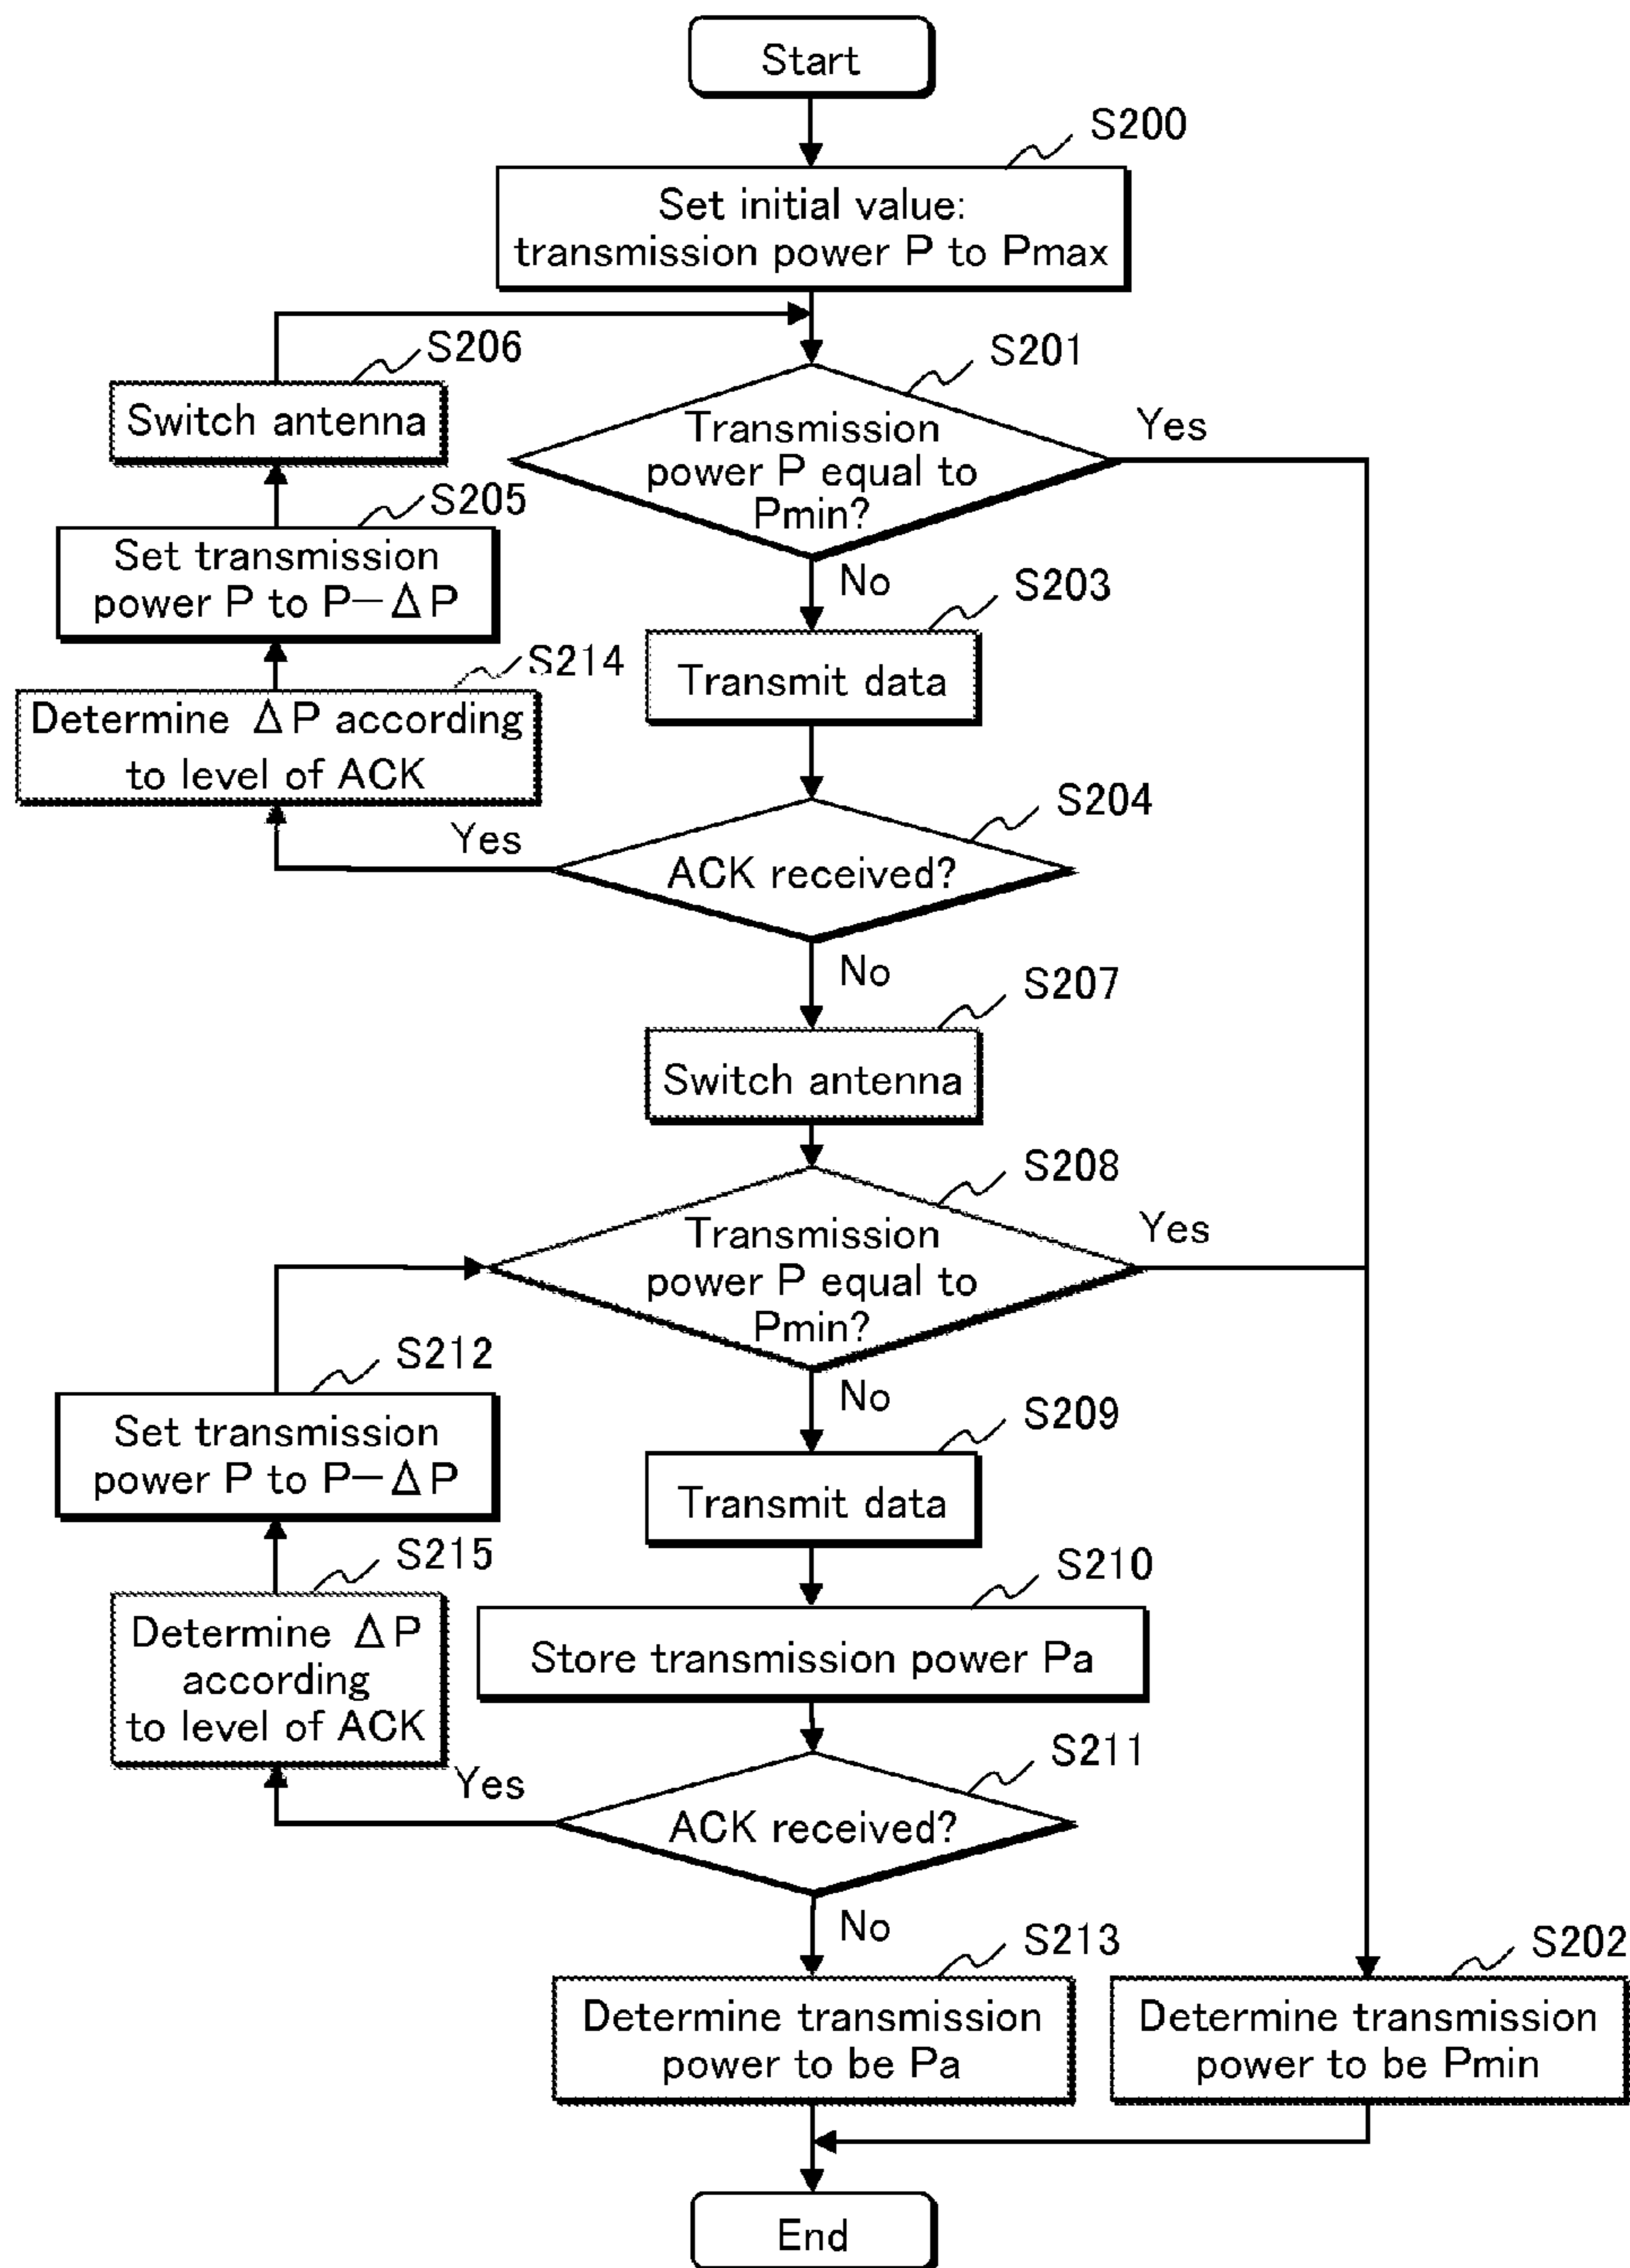 Start
S200
Set initial value:
transmission power P to Pmax
S206
Switch antenna
S201
Transmission
power P equal to
Pmin?
Yes
No
S205
Set transmission
power P to P−ΔP
S203
Transmit data
S214
Determine ΔP according
to level of ACK
S204
ACK received?
Yes
No
S207
Switch antenna
S208
Transmission
power P equal to
Pmin?
Yes
No
S212
Set transmission
power P to P−ΔP
S209
Transmit data
S215
Determine ΔP
according
to level of ACK
S210
Store transmission power Pa
S211
ACK received?
Yes
No
S213
Determine transmission
power to be Pa
S202
Determine transmission
power to be Pmin
End